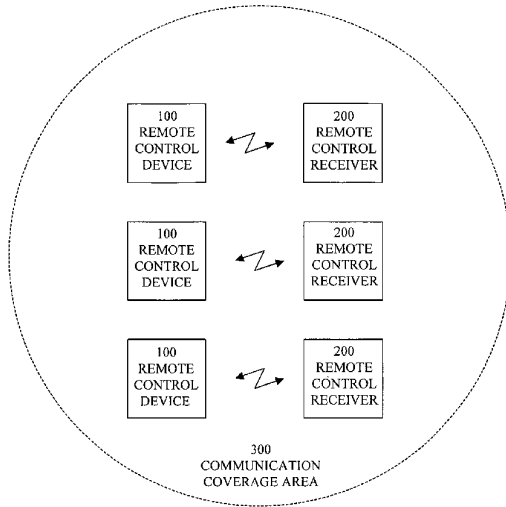 100
REMOTE
CONTROL
DEVICE
200
REMOTE
CONTROL
RECEIVER
100
REMOTE
CONTROL
DEVICE
200
REMOTE
CONTROL
RECEIVER
100
REMOTE
CONTROL
DEVICE
200
REMOTE
CONTROL
RECEIVER
300
COMMUNICATION
COVERAGE AREA